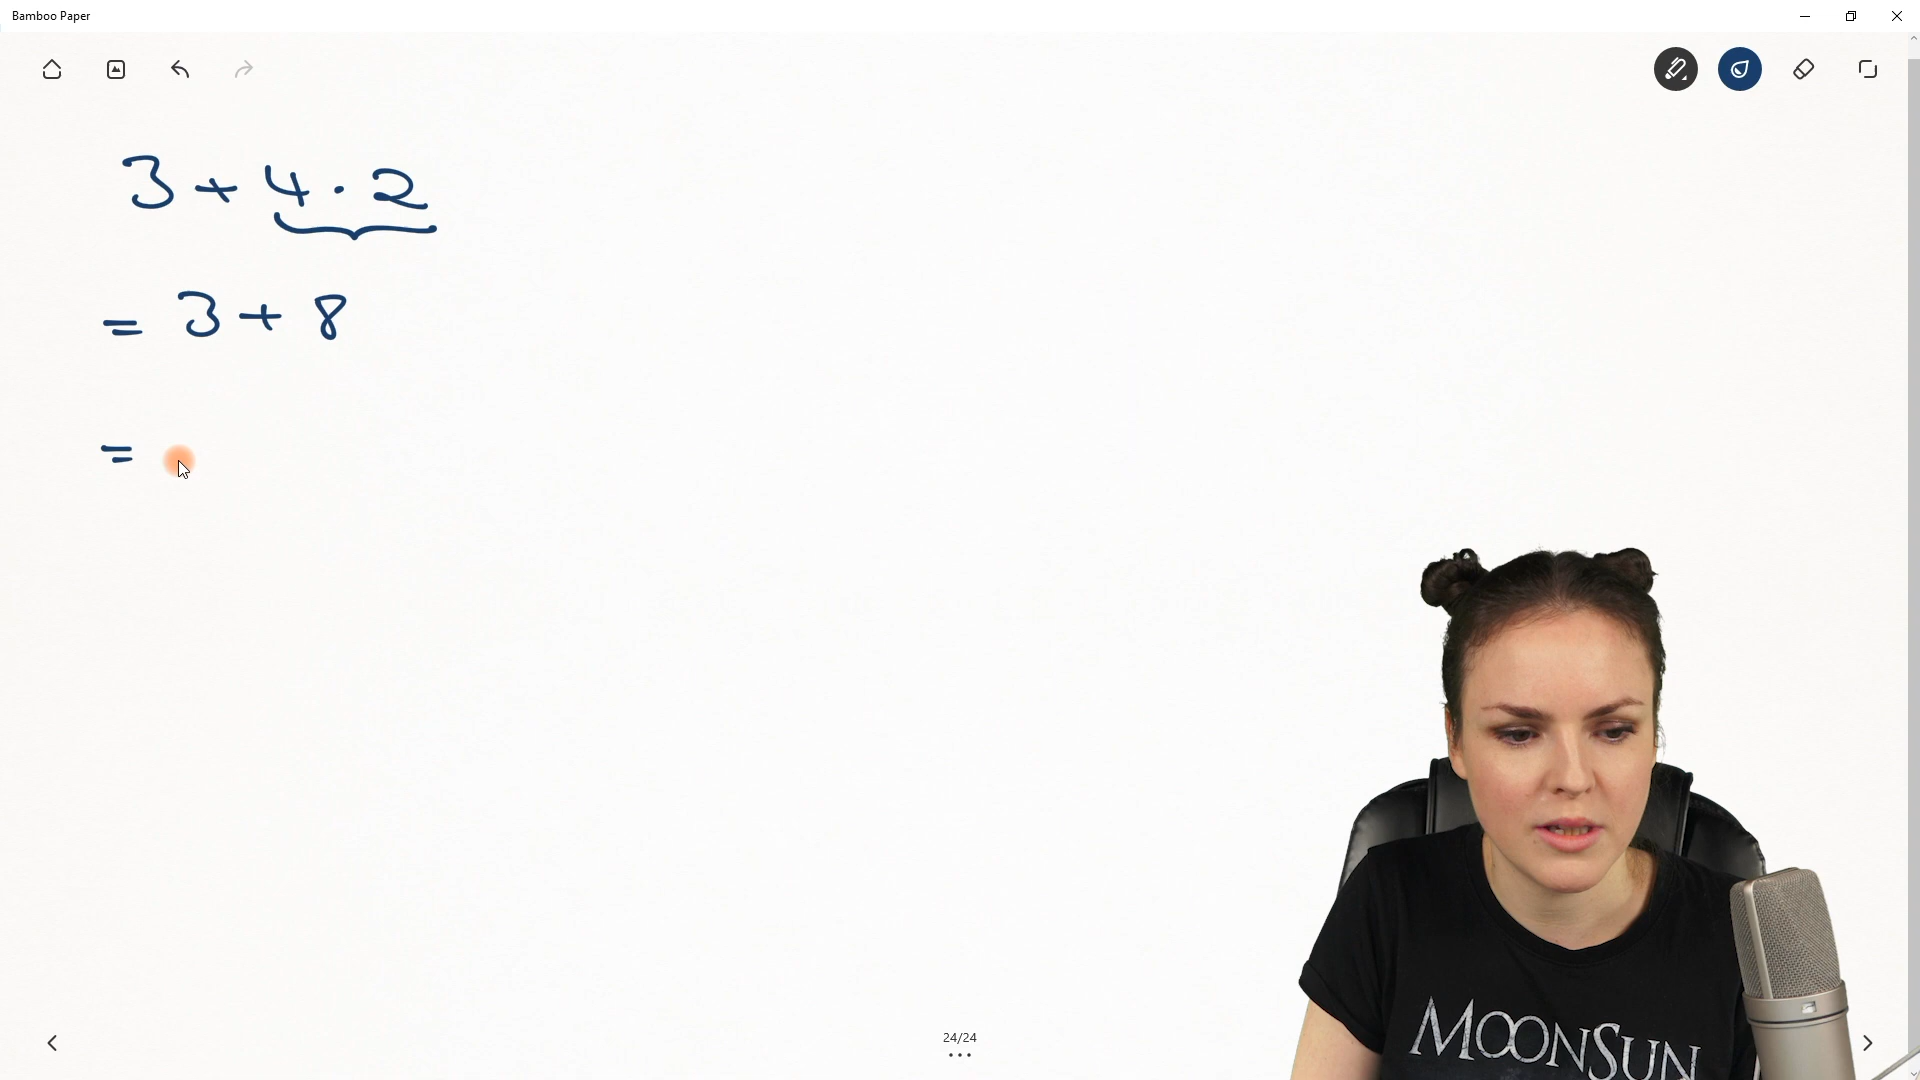 Bamboo Paper
3 + 4 · 2
= 3 + 8
=
24/24
MOONSUN